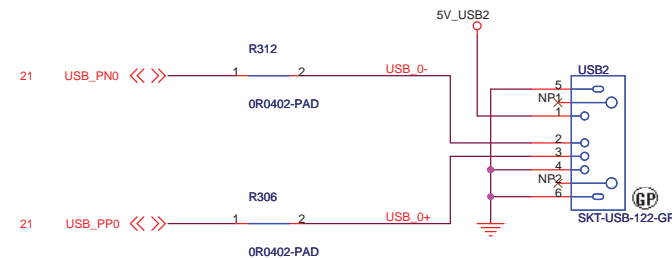 5V_USB2
R312
USB2
21 USB_PN0 1 2 USB_0-
5
NP1
0R0402-PAD
1
2
3
4
R306
NP2
6
GP
21 USB_PP0 1 2 USB_0+
SKT-USB-122-GP
0R0402-PAD